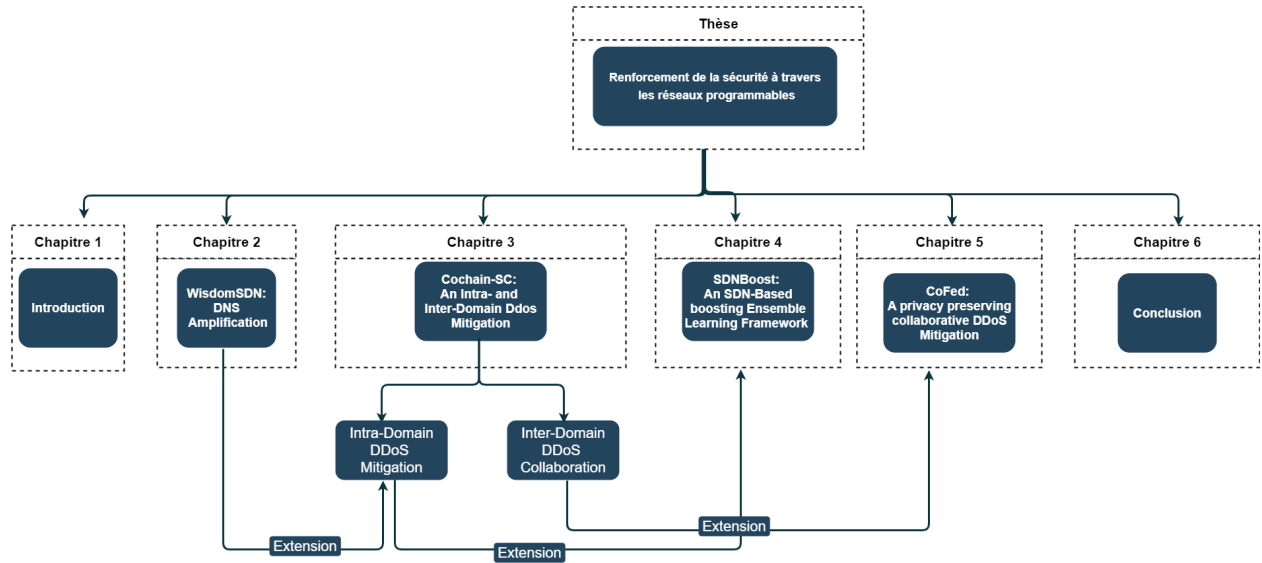 Thèse
Renforcement de la sécurité à travers
les réseaux programmables
Chapitre 1
Introduction
Chapitre 2
WisdomSDN:
DNS
Amplification
Chapitre 3
Cochain-SC:
An Intra- and
Inter-Domain Ddos
Mitigation
Chapitre 4
SDNBoost:
An SDN-Based
boosting Ensemble
Learning Framework
Chapitre 5
CoFed:
A privacy preserving
collaborative DDoS
Mitigation
Chapitre 6
Conclusion
Intra-Domain
DDoS
Mitigation
Inter-Domain
DDoS
Collaboration
Extension
Extension
Extension